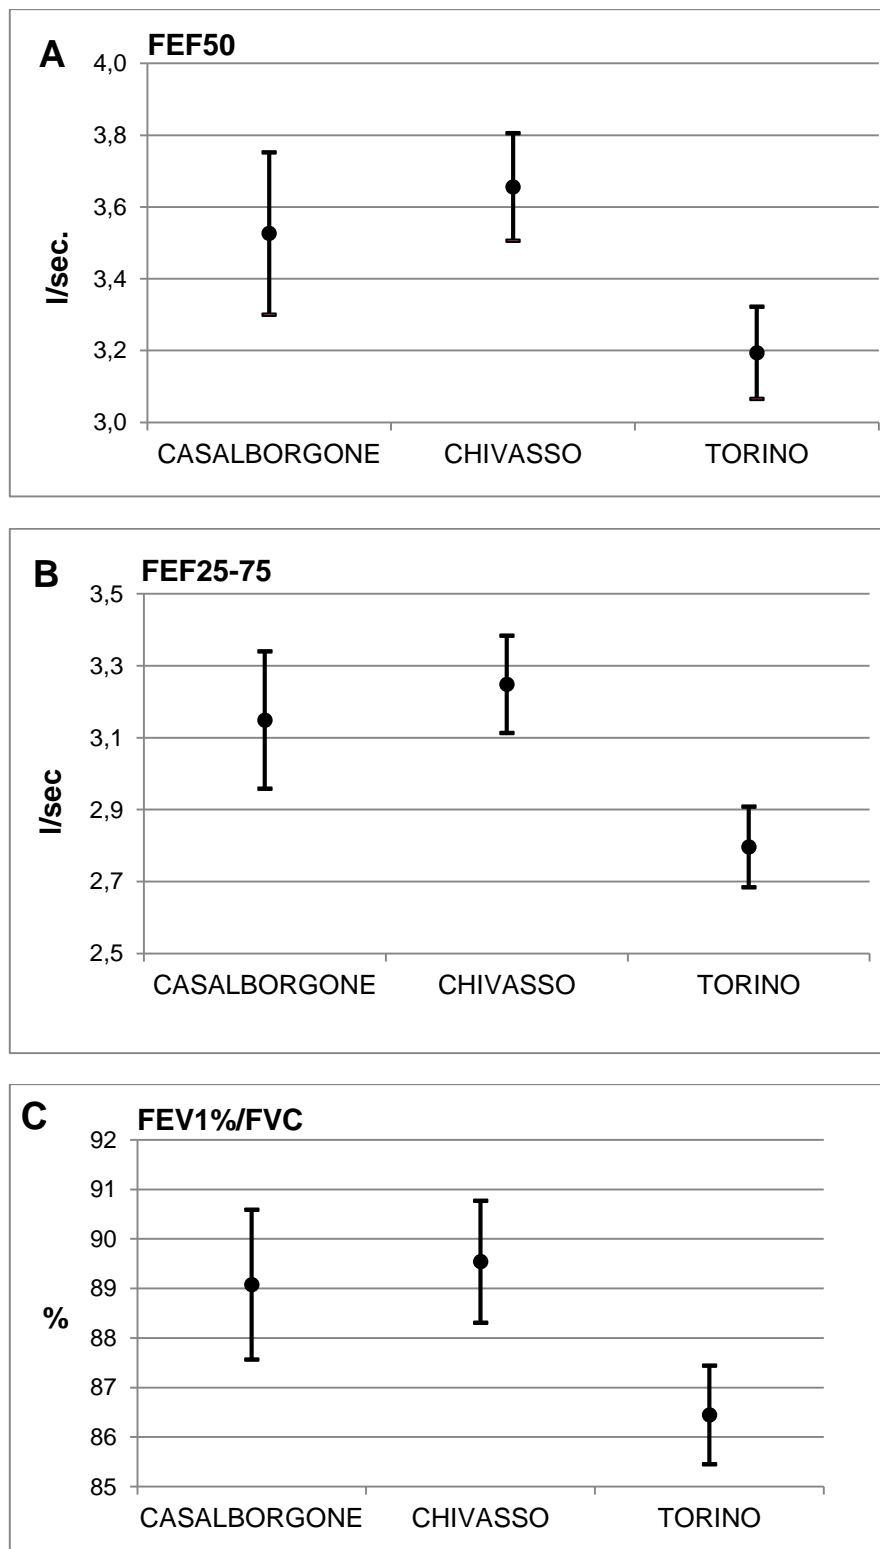 A
FEF50
4,0
3,8
3,6
3,4
3,2
3,0
l/sec.
CASALBORGONE CHIVASSO TORINO
B
FEF25-75
3,5
3,3
3,1
2,9
2,7
2,5
l/sec
CASALBORGONE CHIVASSO TORINO
C
FEV1%/FVC
92
91
90
89
88
87
86
85
%
CASALBORGONE CHIVASSO TORINO